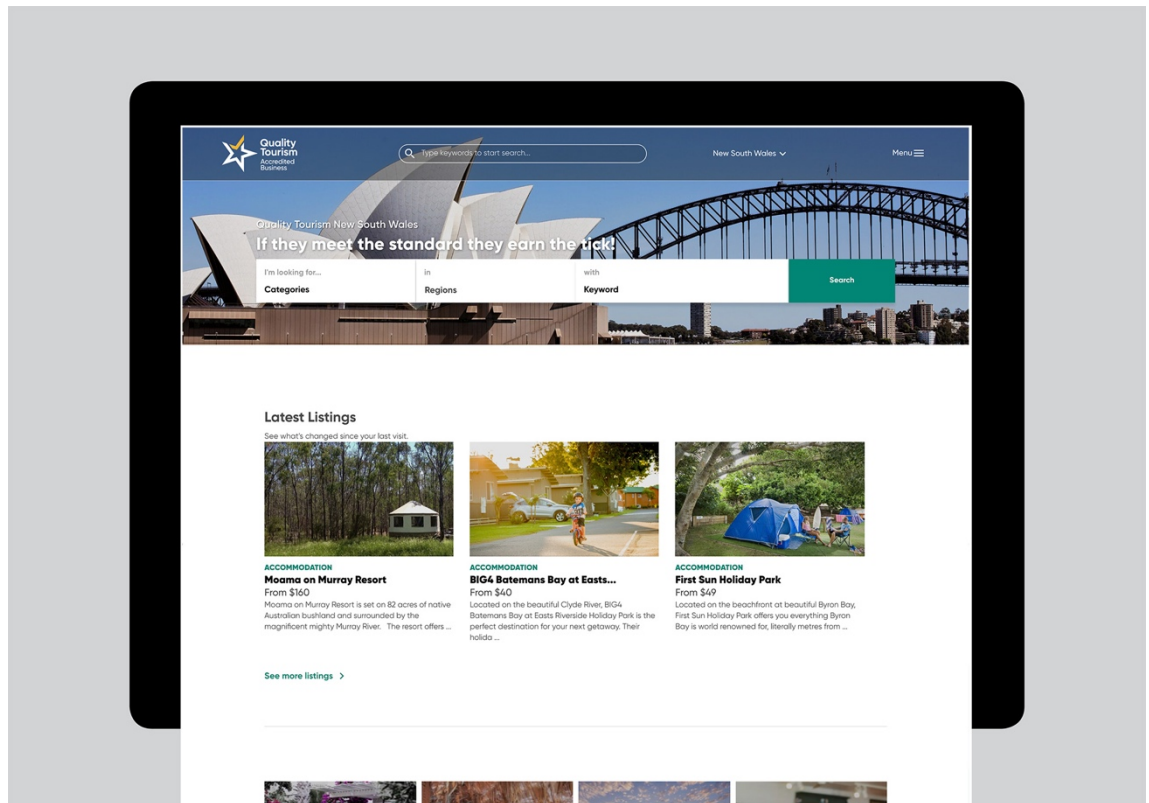 Quality
Tourism
Accredited
Business
Type keywords to start search...
New South Wales
Menu
Quality Tourism New South Wales
If they meet the standard they earn the tick!
I'm looking for...
Categories
in
Regions
with
Keyword
Search
Latest Listings
See what's changed since your last visit.
ACCOMMODATION
Moama on Murray Resort
From $160
Moama on Murray Resort is set on 82 acres of native
Australian bushland and surrounded by the
magnificent mighty Murray River. The resort offers ...
ACCOMMODATION
BIG4 Batemans Bay at Easts...
From $40
Located on the beautiful Clyde River, BIG4
Batemans Bay at Easts Riverside Holiday Park is the
perfect destination for your next getaway. Their
holida ...
ACCOMMODATION
First Sun Holiday Park
From $49
Located on the beachfront at beautiful Byron Bay,
First Sun Holiday Park offers you everything Byron
Bay is world renowned for, literally metres from ...
See more listings